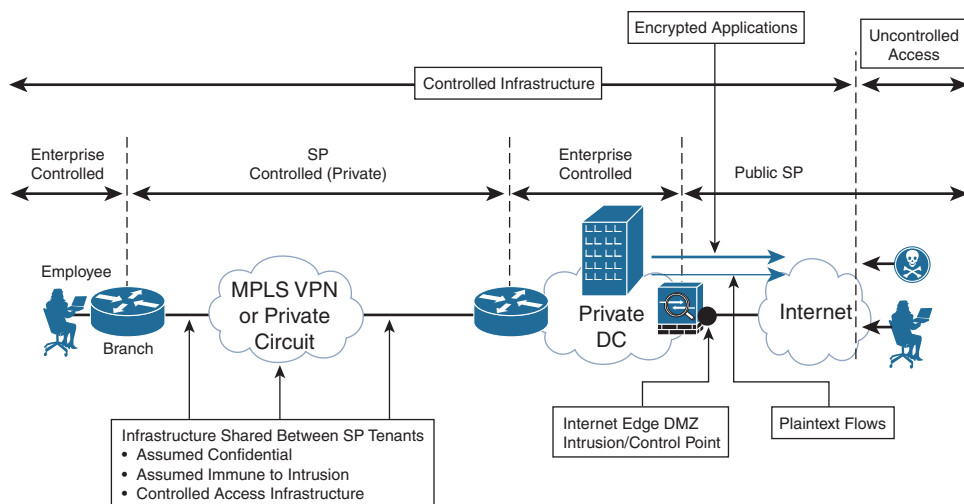 Encrypted Applications
Uncontrolled
Access
Controlled Infrastructure
Enterprise
Controlled
SP
Controlled (Private)
Enterprise
Controlled
Public SP
Employee
Branch
MPLS VPN
or Private
Circuit
Private
DC
Internet
Infrastructure Shared Between SP Tenants
• Assumed Confidential
• Assumed Immune to Intrusion
• Controlled Access Infrastructure
Internet Edge DMZ
Intrusion/Control Point
Plaintext Flows